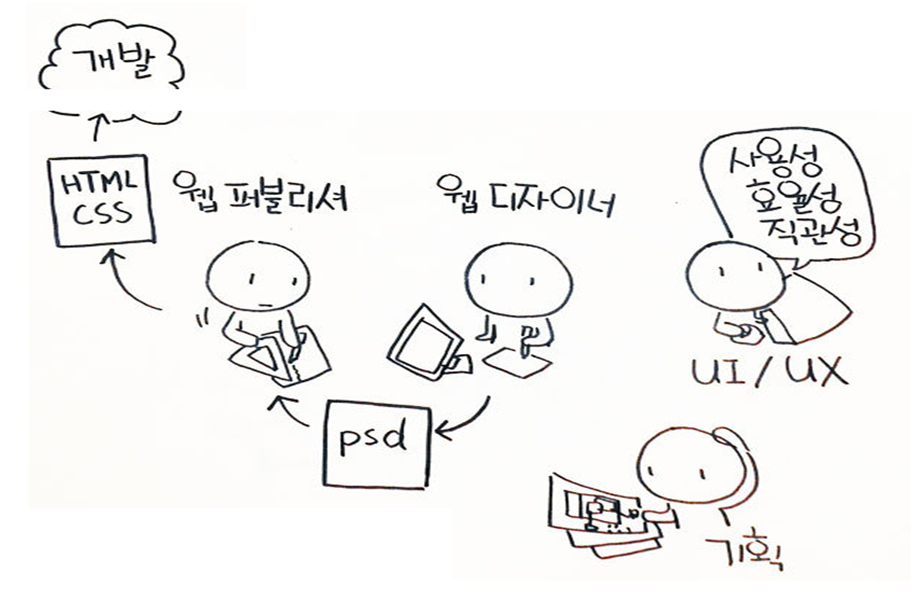 개발
HTML
CSS
웹 퍼블리셔
웹 디자이너
사용성
효율성
직관성
UI / UX
psd
기획